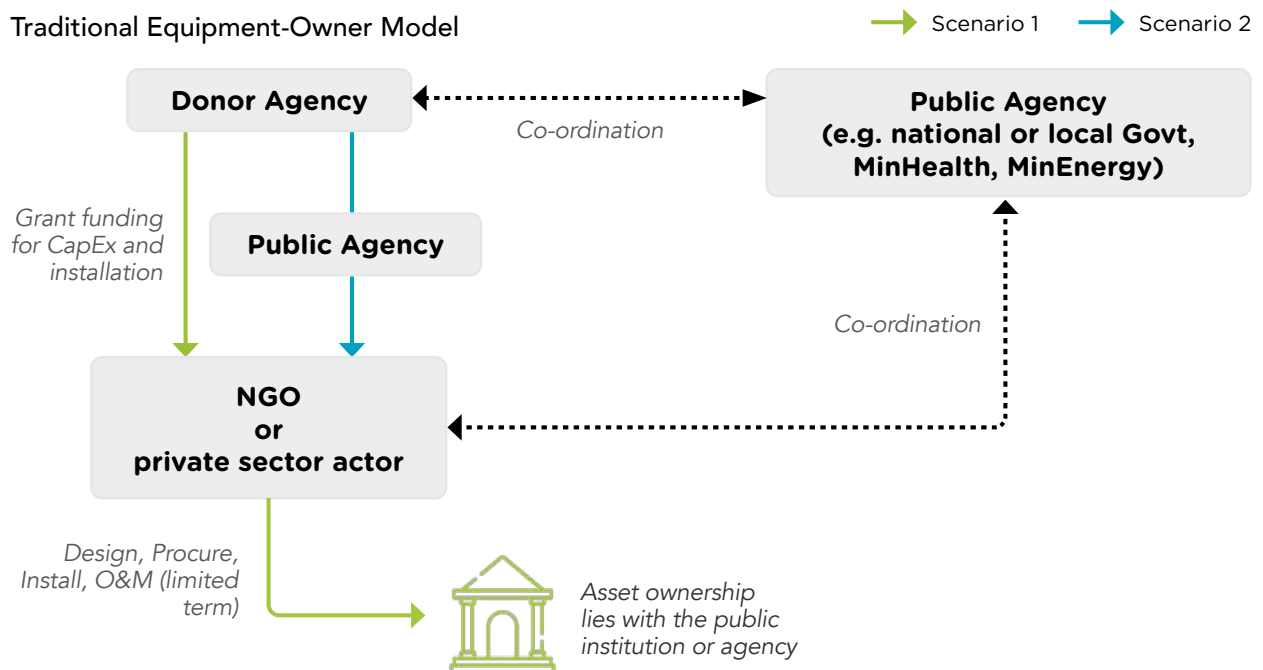 Traditional Equipment-Owner Model
Scenario 1
Scenario 2
Donor Agency
Co-ordination
Public Agency
(e.g. national or local Govt,
MinHealth, MinEnergy)
Grant funding
for CapEx and
installation
Public Agency
Co-ordination
NGO
or
private sector actor
Design, Procure,
Install, O&M (limited
term)
Asset ownership
lies with the public
institution or agency